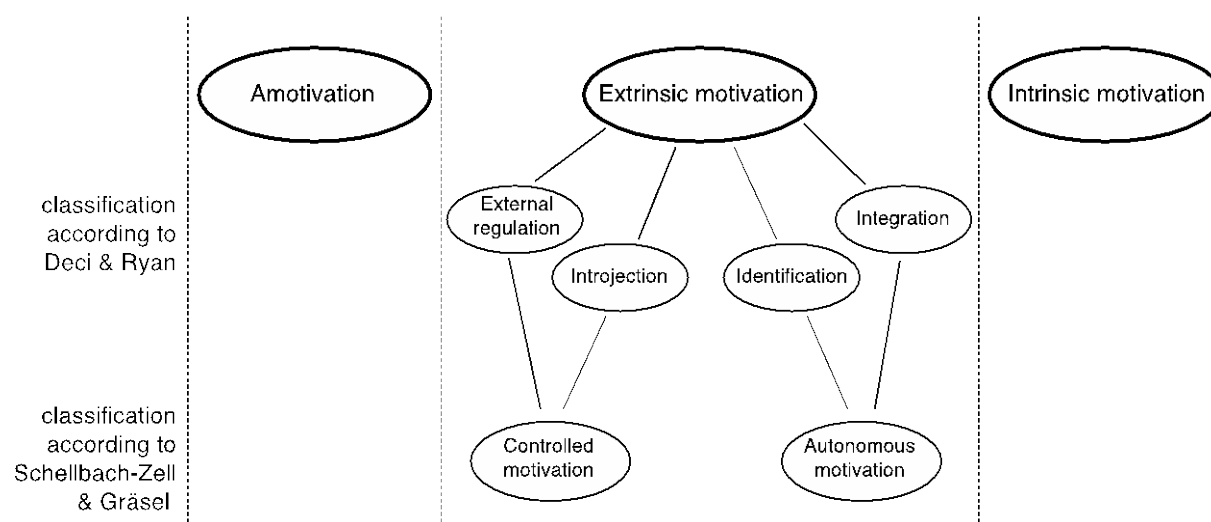 Amotivation
Extrinsic motivation
Intrinsic motivation
classification
according to
Deci & Ryan
External
regulation
Integration
Introjection
Identification
classification
according to
Schellbach-Zell
& Gräsel
Controlled
motivation
Autonomous
motivation